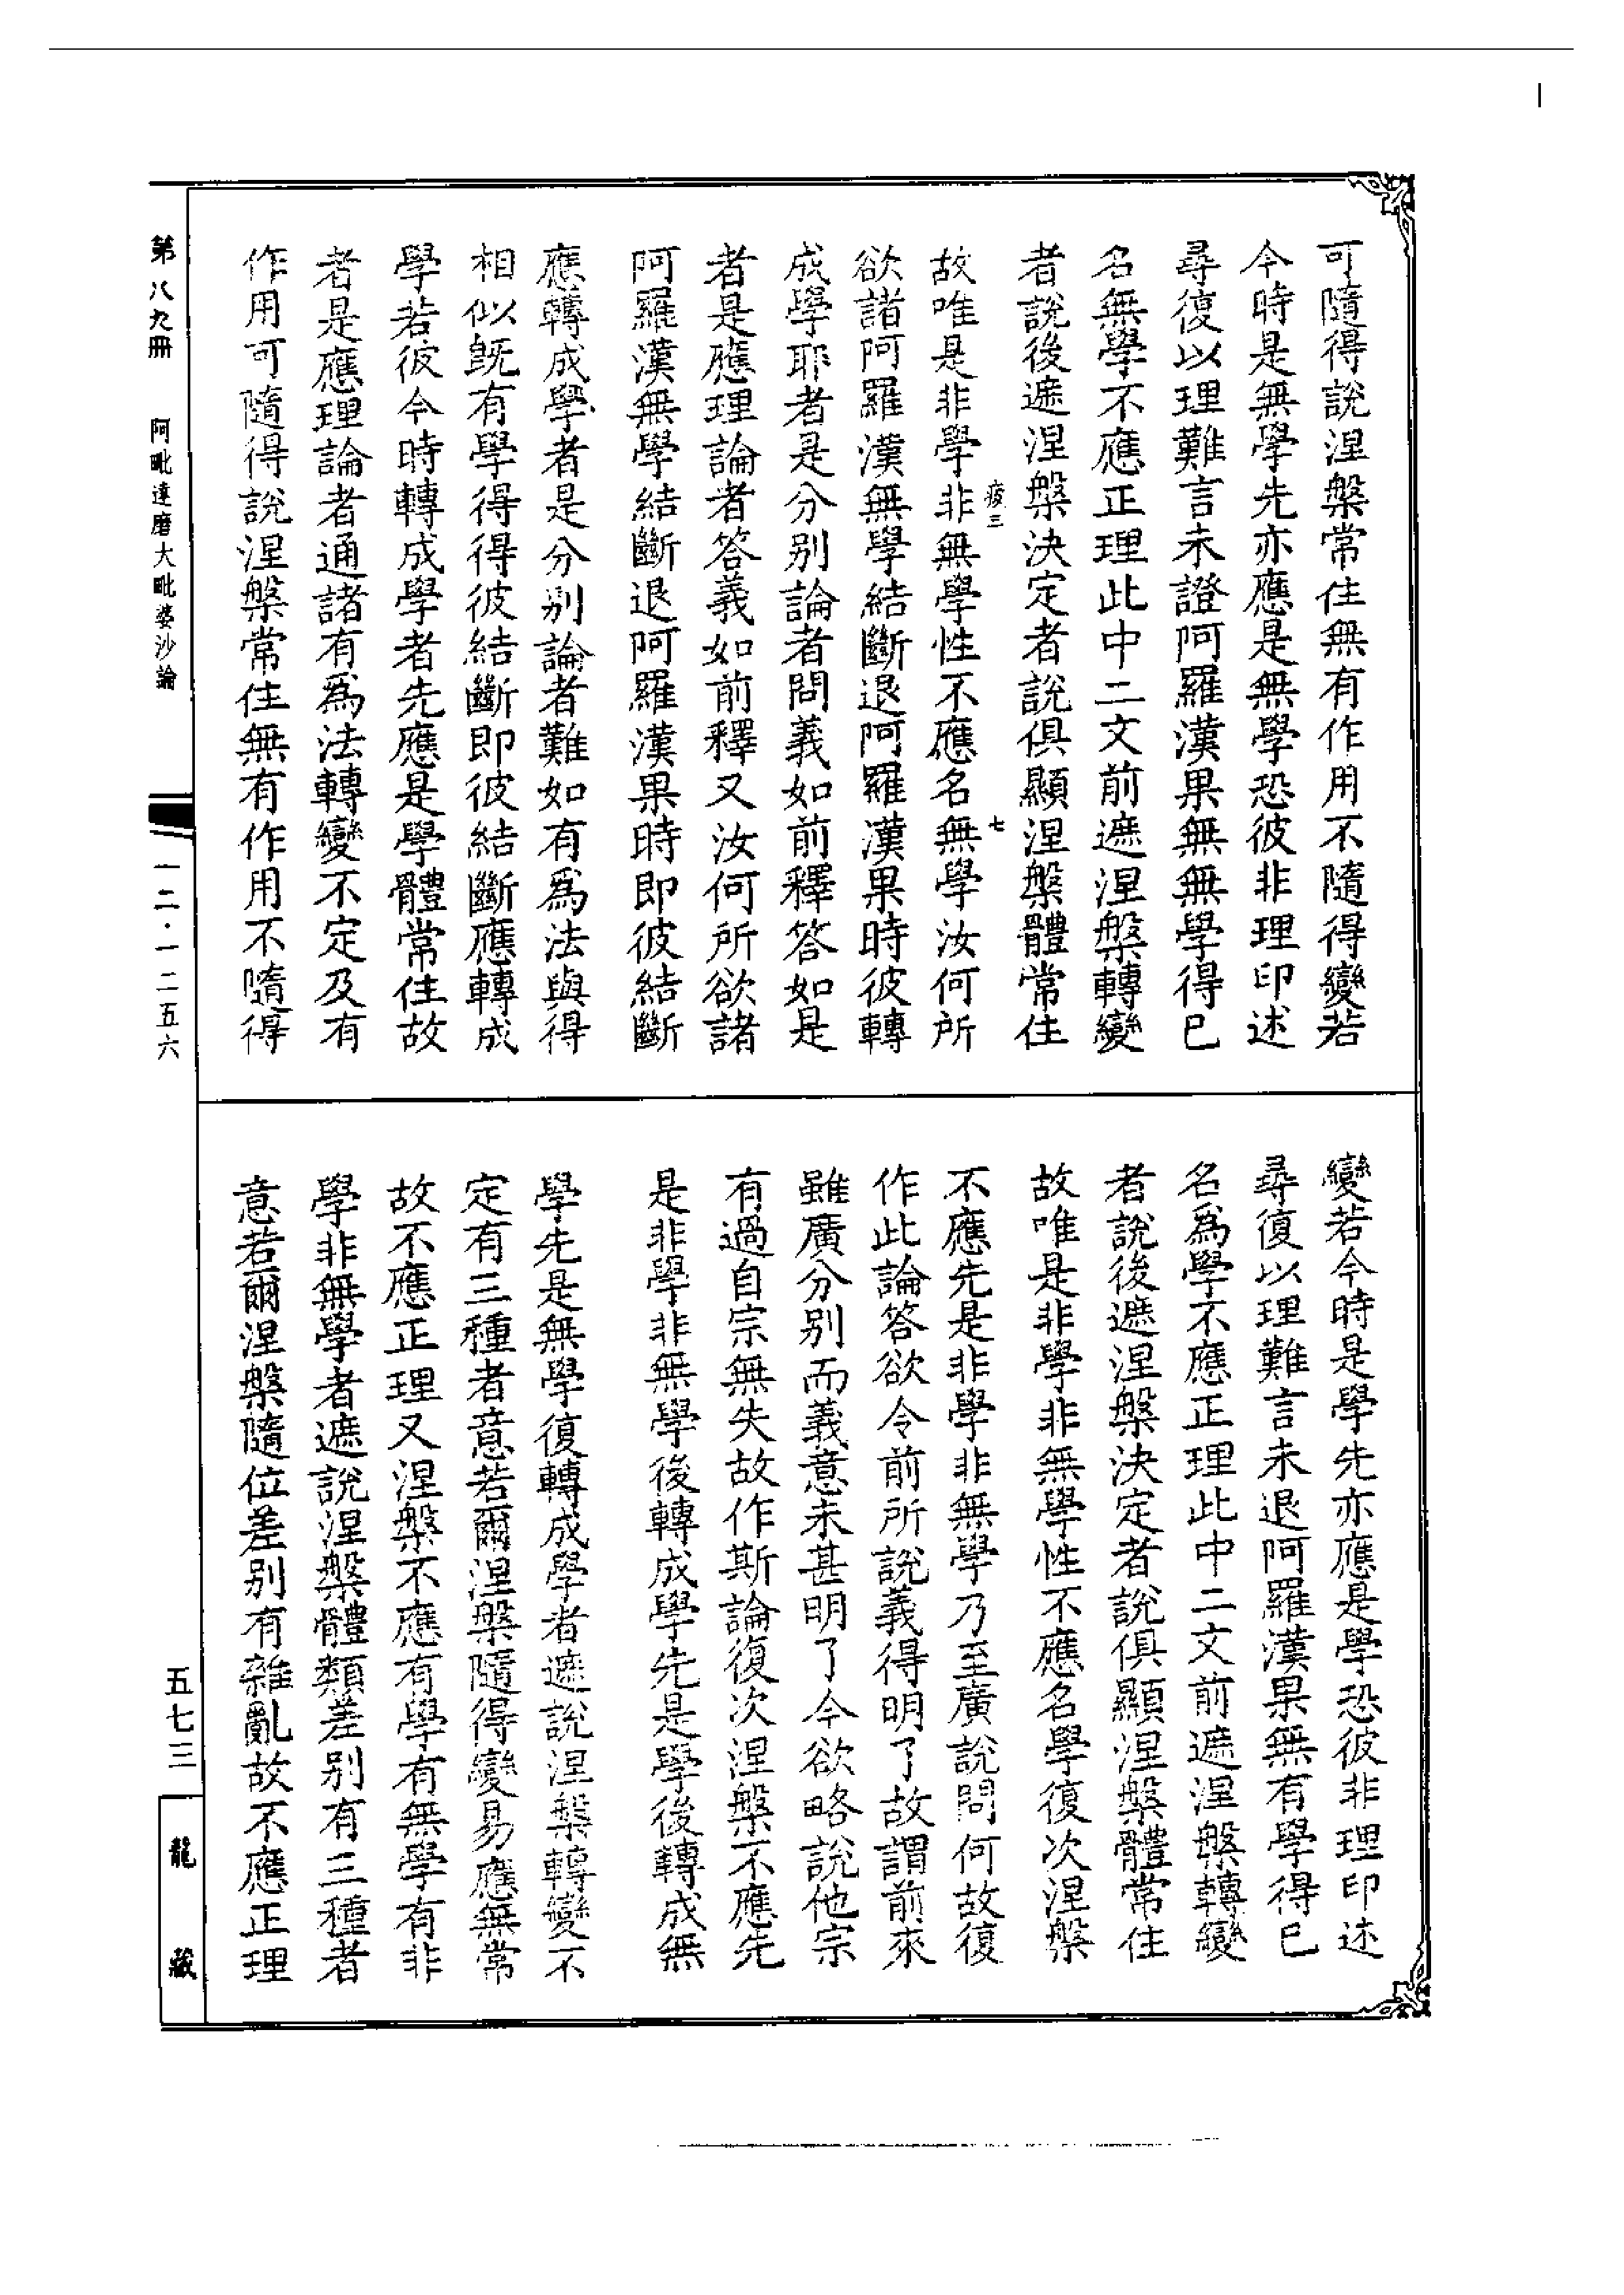 可隨得說涅槃常住無有作用不隨得變若
今時是無學先亦應是無學恐彼非理印述
尋復以理難言未證阿羅漢果無無學得已
名無學不應正理此中二文前遮涅槃轉變
者說後遮涅槃決定者說俱顯涅槃體常住
疲三
七
故唯是非學非無學性不應名無學汝何所
欲諸阿羅漢無學結斷退阿羅漢果時彼轉
成學耶者是分別論者問義如前釋答如是
者是應理論者答義如前釋又汝何所欲諸
阿羅漢無學結斷退阿羅漢果時即彼結斷
應轉成學者是分別論者難如有為法與得
相似既有學得得彼結斷即彼結斷應轉成
學若彼今時轉成學者先應是學體常住故
者是應理論者通諸有為法轉變不定及有
作用可隨得說涅槃常住無有作用不隨得
變若今時是學先亦應是學恐彼非理印述
尋復以理難言未退阿羅漢果無有學得已
名為學不應正理此中二文前遮涅槃轉變
者說後遮涅槃決定者說俱顯涅槃體常住
故唯是非學非無學性不應名學復次涅槃
不應先是非學非無學乃至廣說問何故復
作此論答欲令前所說義得明了故謂前來
雖廣分別而義意未甚明了今欲略說他宗
有過自宗無失故作斯論復次涅槃不應先
是非學非無學後轉成學先是學後轉成無
學先是無學復轉成學者遮說涅槃轉變不
定有三種者意若爾涅槃隨得變易應無常
故不應正理又涅槃不應有學有無學有非
學非無學者遮說涅槃體類差別有三種者
意若爾涅槃隨位差別有雜亂故不應正理
第八九冊
阿毗達磨大毗婆沙論
一二·一二五六
五七三
龍藏